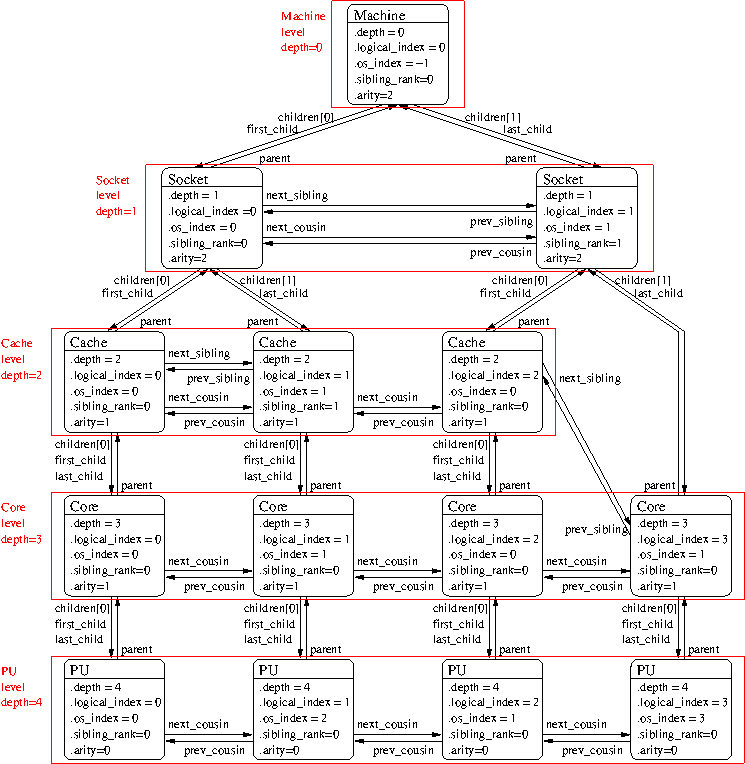 Machine
level
depth=0
Machine
.depth = 0
.logical_index = 0
.os_index = −1
.sibling_rank=0
.arity=2
children[0]
first_child
children[1]
last_child
parent
parent
Socket
level
depth=1
Socket
.depth = 1
.logical_index =0
.os_index = 0
.sibling_rank=0
.arity=2
next_sibling
prev_sibling
next_cousin
prev_cousin
Socket
.depth = 1
.logical_index = 1
.os_index = 1
.sibling_rank=1
.arity=2
children[0]
first_child
children[1]
last_child
children[0]
first_child
children[1]
last_child
parent
parent
parent
Cache
level
depth=2
Cache
.depth = 2
.logical_index = 0
.os_index = 0
.sibling_rank=0
.arity=1
next_sibling
prev_sibling
next_cousin
prev_cousin
Cache
.depth = 2
.logical_index = 1
.os_index = 1
.sibling_rank=1
.arity=1
next_cousin
prev_cousin
Cache
.depth = 2
.logical_index = 2
.os_index = 0
.sibling_rank=0
.arity=1
next_sibling
prev_sibling
children[0]
first_child
last_child
parent
children[0]
first_child
last_child
parent
children[0]
first_child
last_child
parent
parent
Core
level
depth=3
Core
.depth = 3
.logical_index = 0
.os_index = 0
.sibling_rank=0
.arity=1
next_cousin
prev_cousin
Core
.depth = 3
.logical_index = 1
.os_index = 1
.sibling_rank=0
.arity=1
next_cousin
prev_cousin
Core
.depth = 3
.logical_index = 2
.os_index = 0
.sibling_rank=0
.arity=1
next_cousin
prev_cousin
Core
.depth = 3
.logical_index = 3
.os_index = 1
.sibling_rank=0
.arity=1
children[0]
first_child
last_child
parent
children[0]
first_child
last_child
parent
children[0]
first_child
last_child
parent
children[0]
first_child
last_child
parent
PU
level
depth=4
PU
.depth = 4
.logical_index = 0
.os_index = 0
.sibling_rank=0
.arity=0
next_cousin
prev_cousin
PU
.depth = 4
.logical_index = 1
.os_index = 2
.sibling_rank=0
.arity=0
next_cousin
prev_cousin
PU
.depth = 4
.logical_index = 2
.os_index = 1
.sibling_rank=0
.arity=0
next_cousin
prev_cousin
PU
.depth = 4
.logical_index = 3
.os_index = 3
.sibling_rank=0
.arity=0